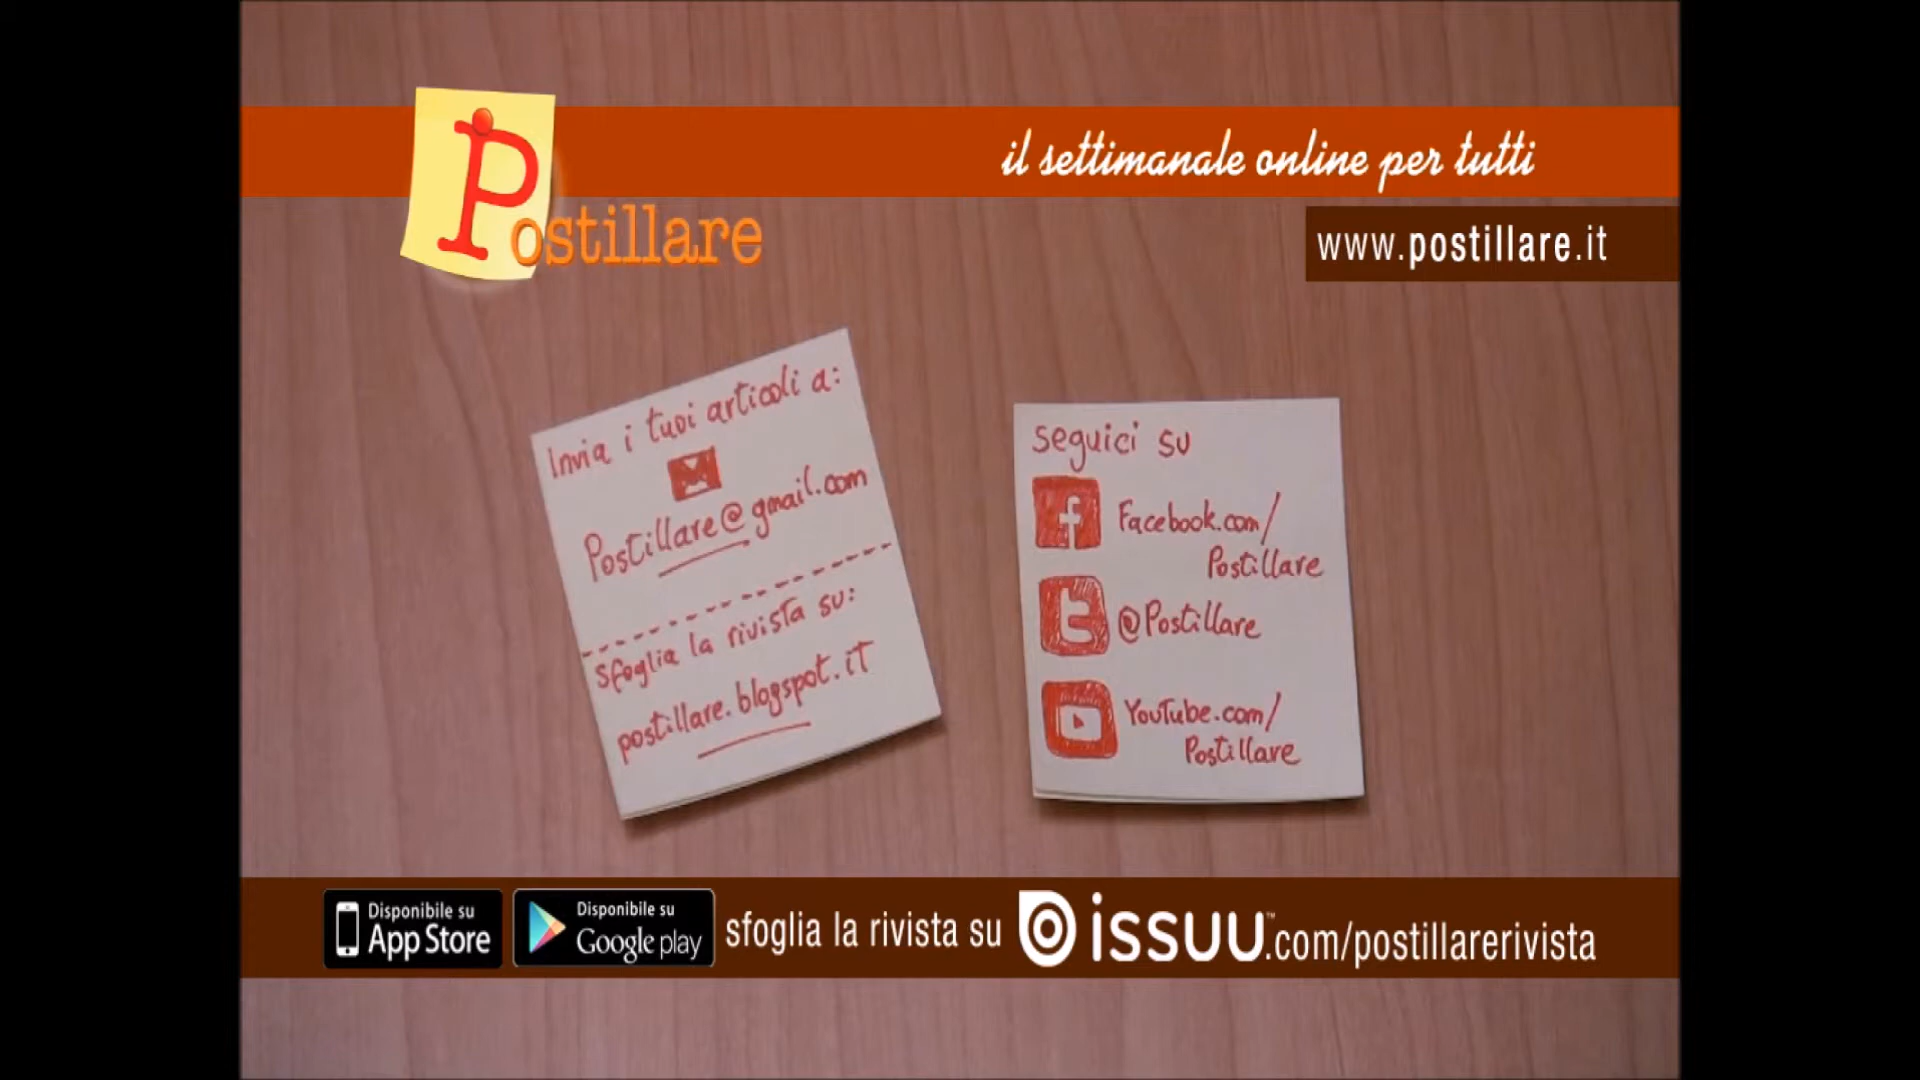 Postillare
il settimanale online per tutti
www.postillare.it
Invia i tuoi articoli a:
Postillare@gmail.com
sfoglia la rivista su:
postillare.blogspot.it
seguici su
f Facebook.com/
Postillare
t @Postillare
YouTube.com/
Postillare
Disponibile su
App Store
Disponibile su
Google play
sfoglia la rivista su issuu™.com/postillarerivista